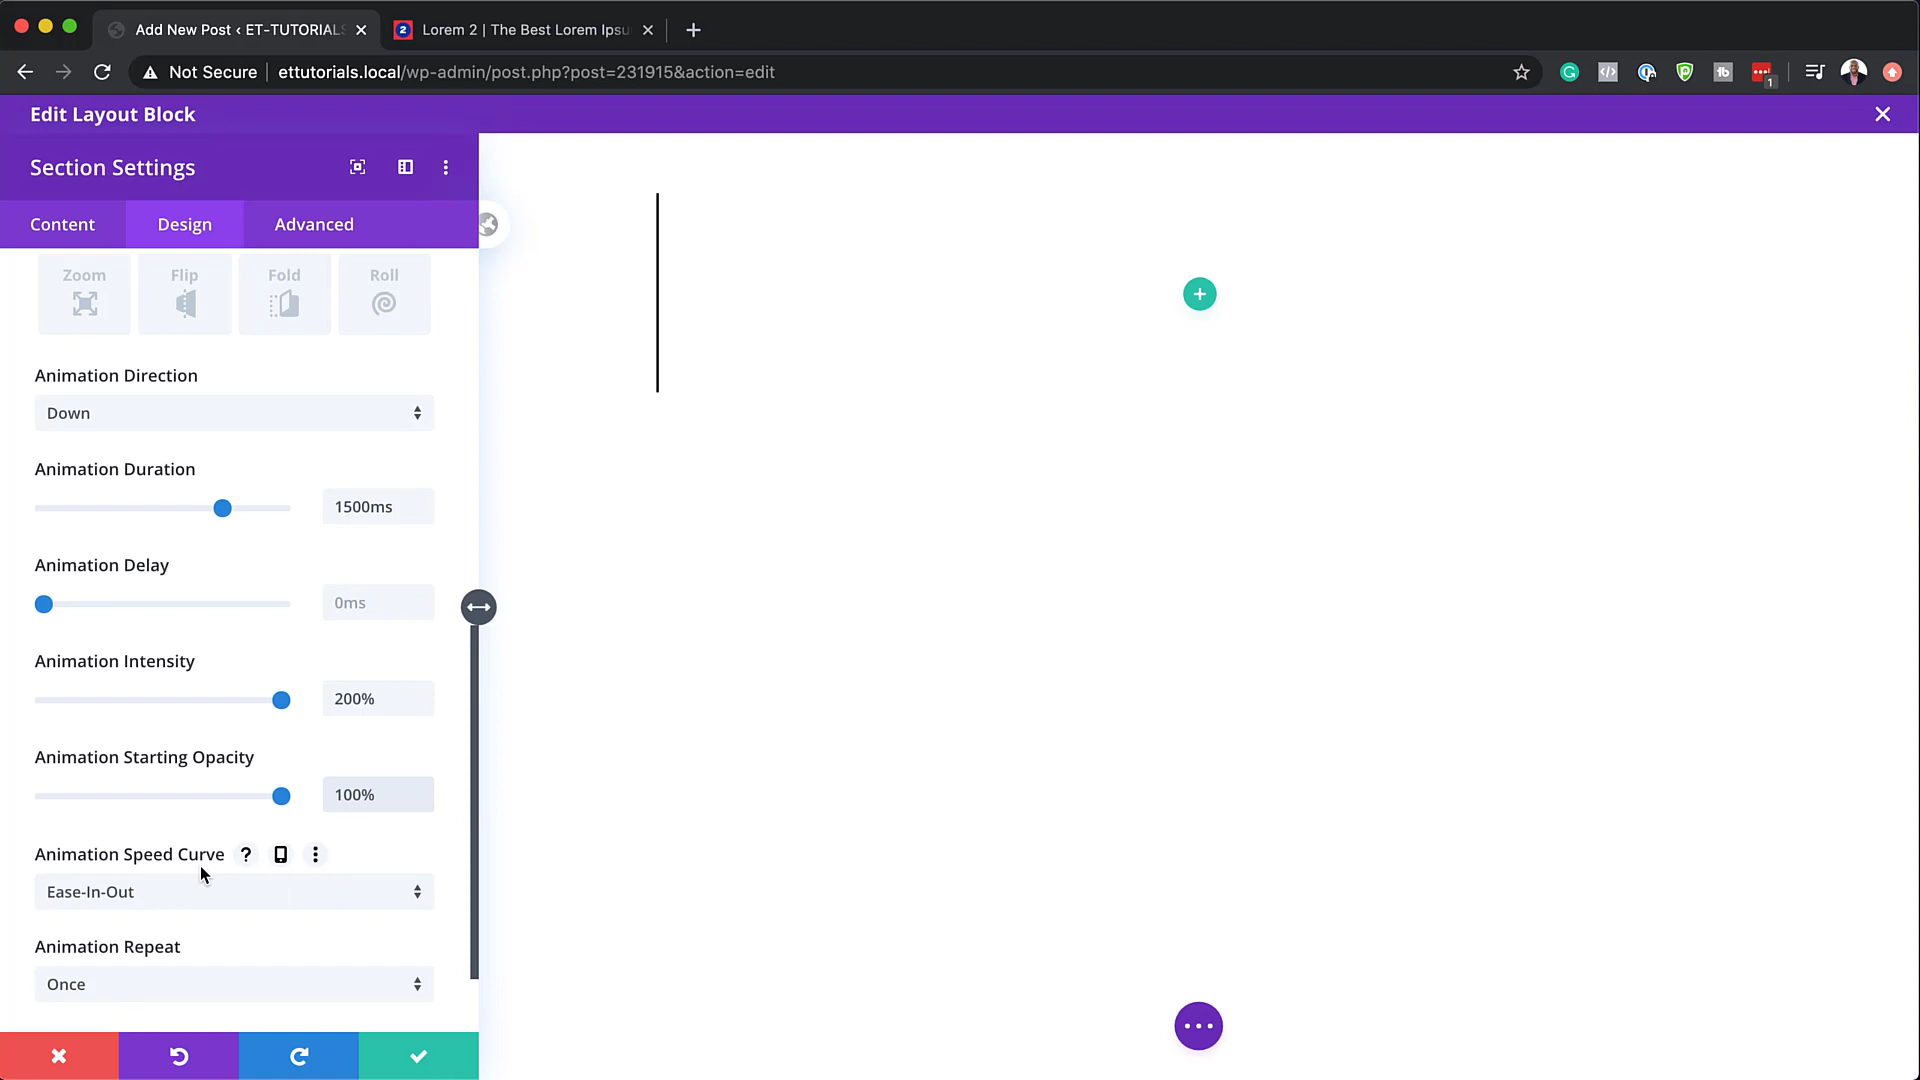 Add New Post ‹ ET-TUTORIALS
Lorem 2 | The Best Lorem Ipsu
Not Secure
ettutorials.local/wp-admin/post.php?post=231915&action=edit
1
Edit Layout Block
Section Settings
Content
Design
Advanced
Zoom
Flip
Fold
Roll
Animation Direction
Down
Animation Duration
1500ms
Animation Delay
0ms
Animation Intensity
200%
Animation Starting Opacity
100%
Animation Speed Curve ?
Ease-In-Out
Animation Repeat
Once